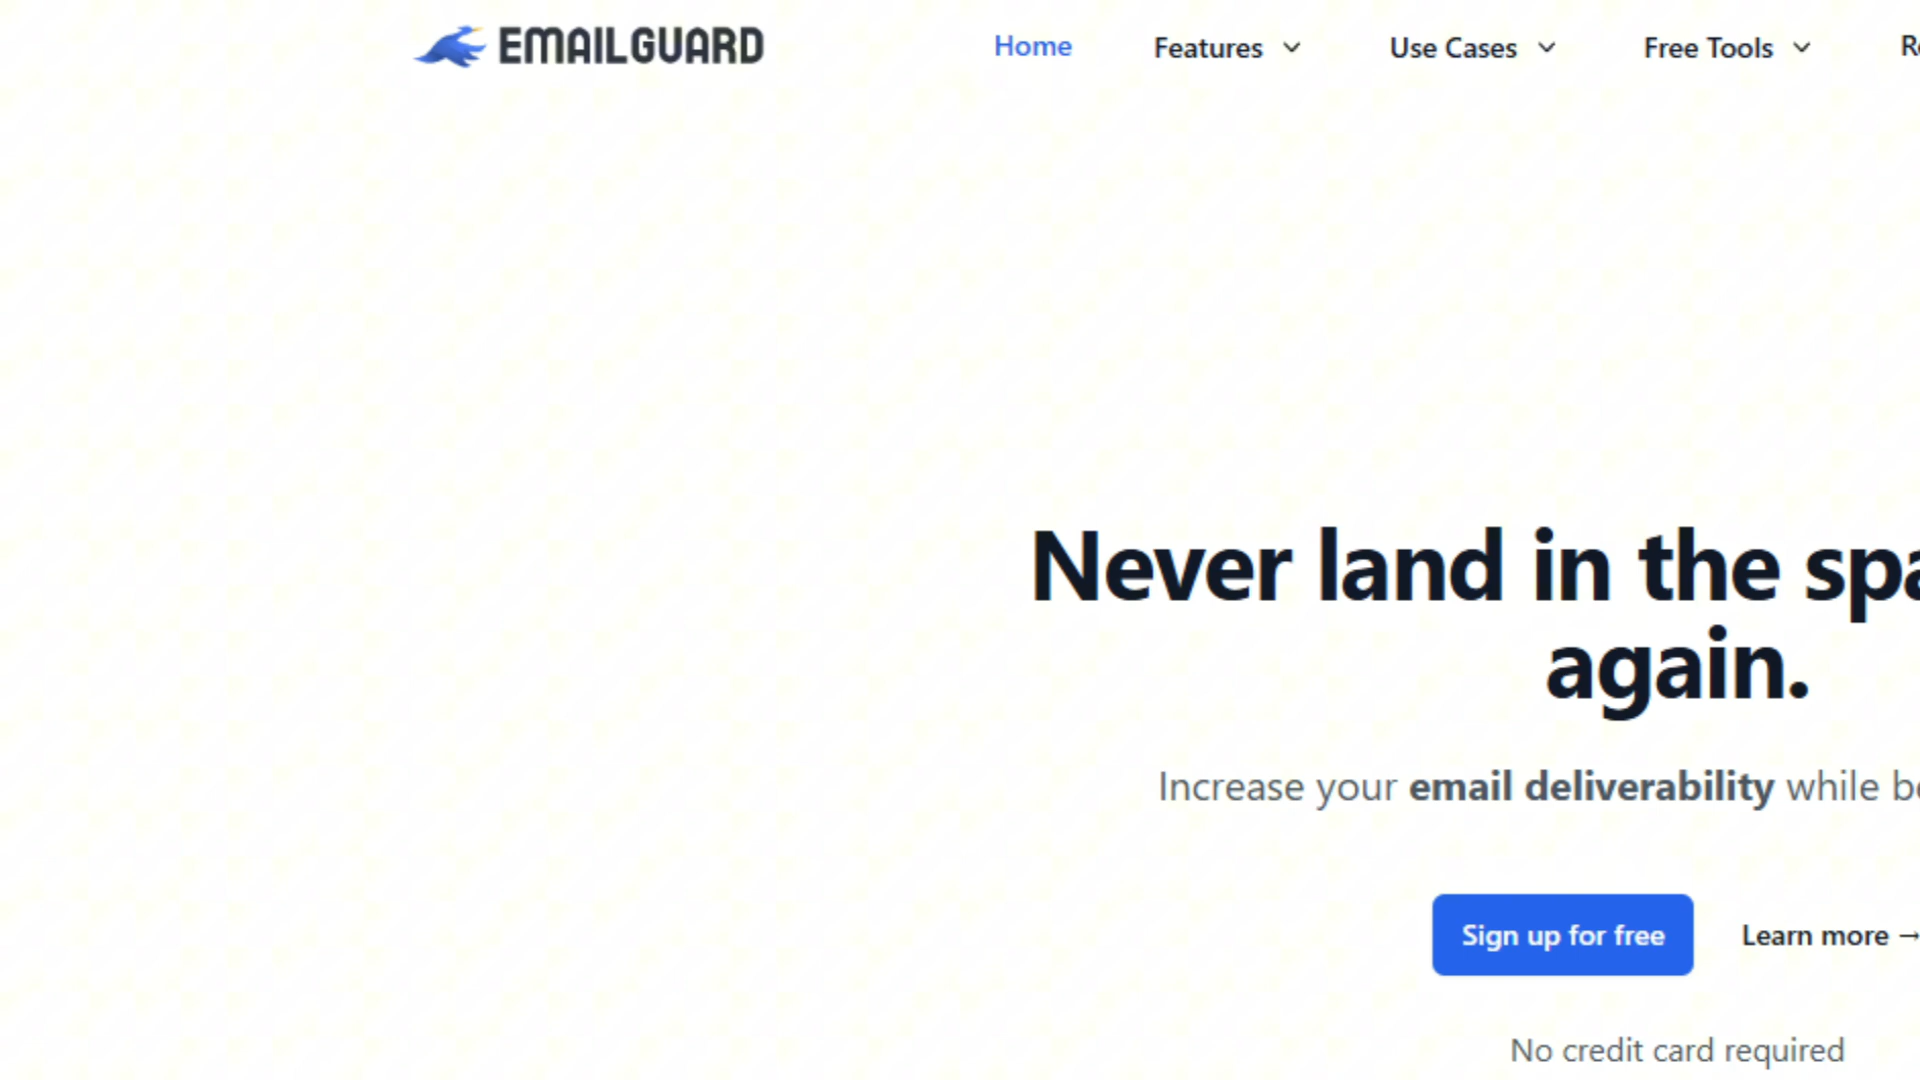 EMAILGUARD
Home Features Use Cases Free Tools
Never land in the
again.
Increase your email deliverability while
Sign up for free Learn more →
No credit card required